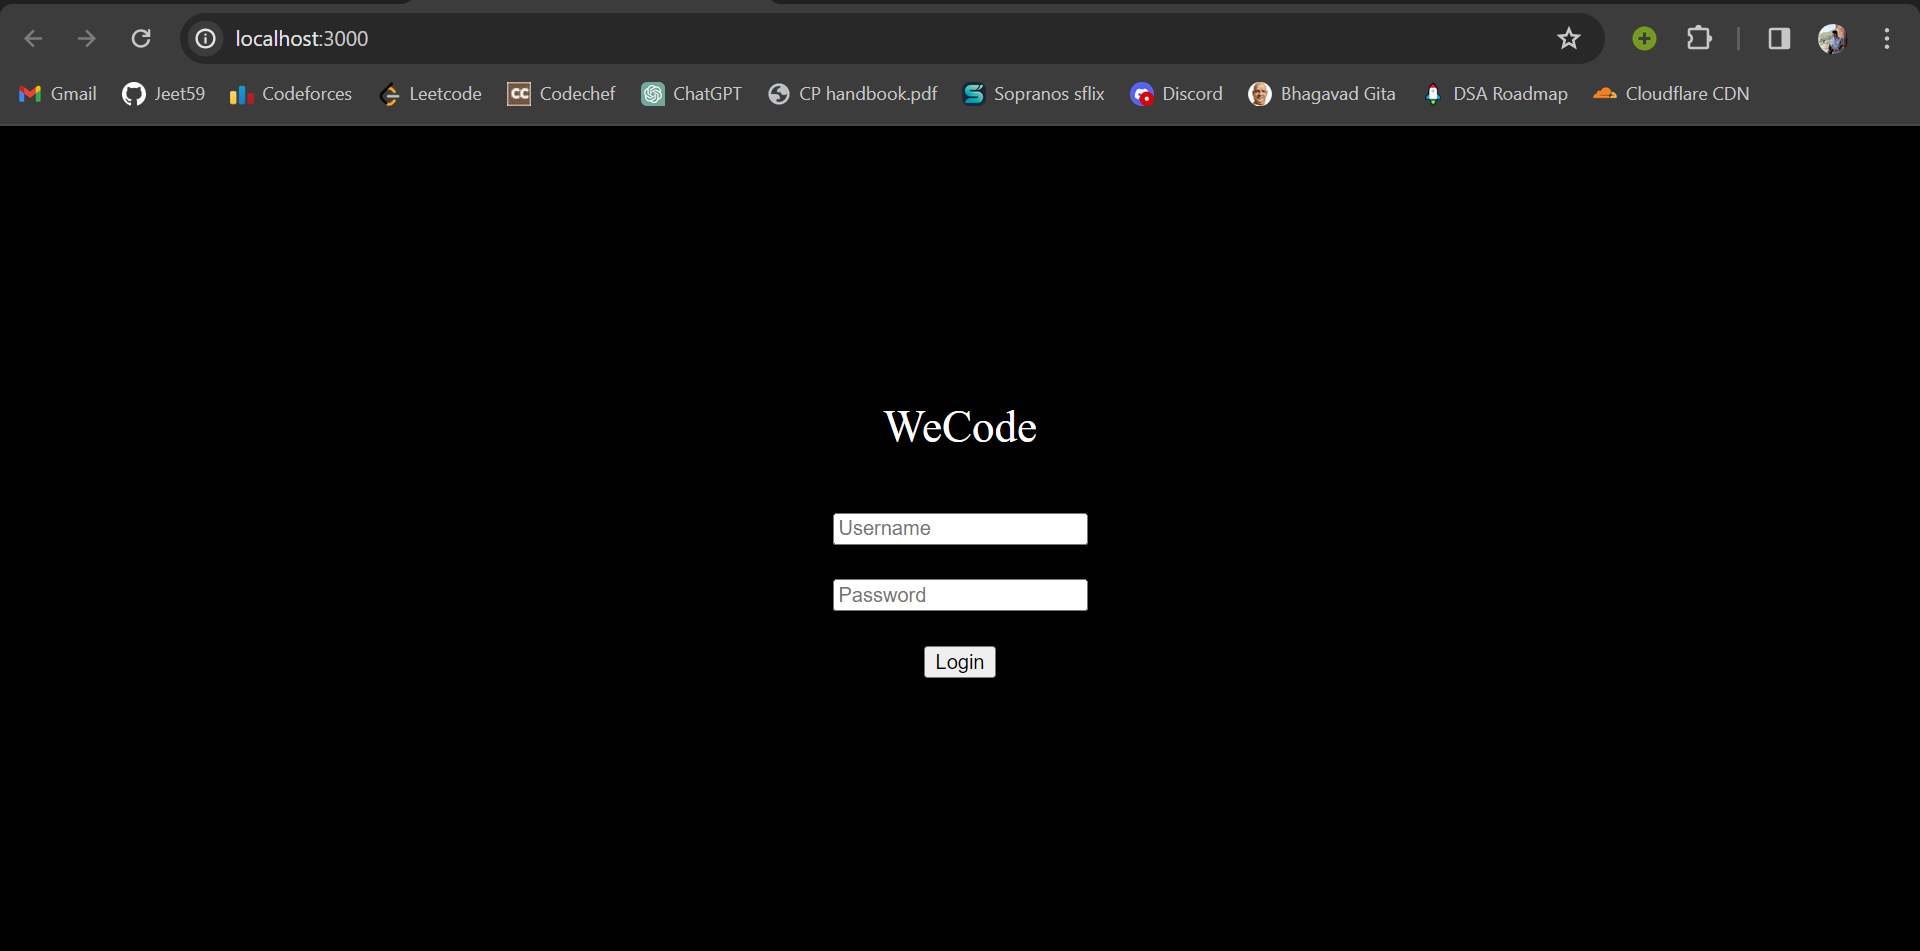 localhost:3000
Gmail Jeet59 Codeforces Leetcode CC Codechef ChatGPT CP handbook.pdf Sopranos sflix Discord Bhagavad Gita DSA Roadmap Cloudflare CDN
WeCode
Username
Password
Login